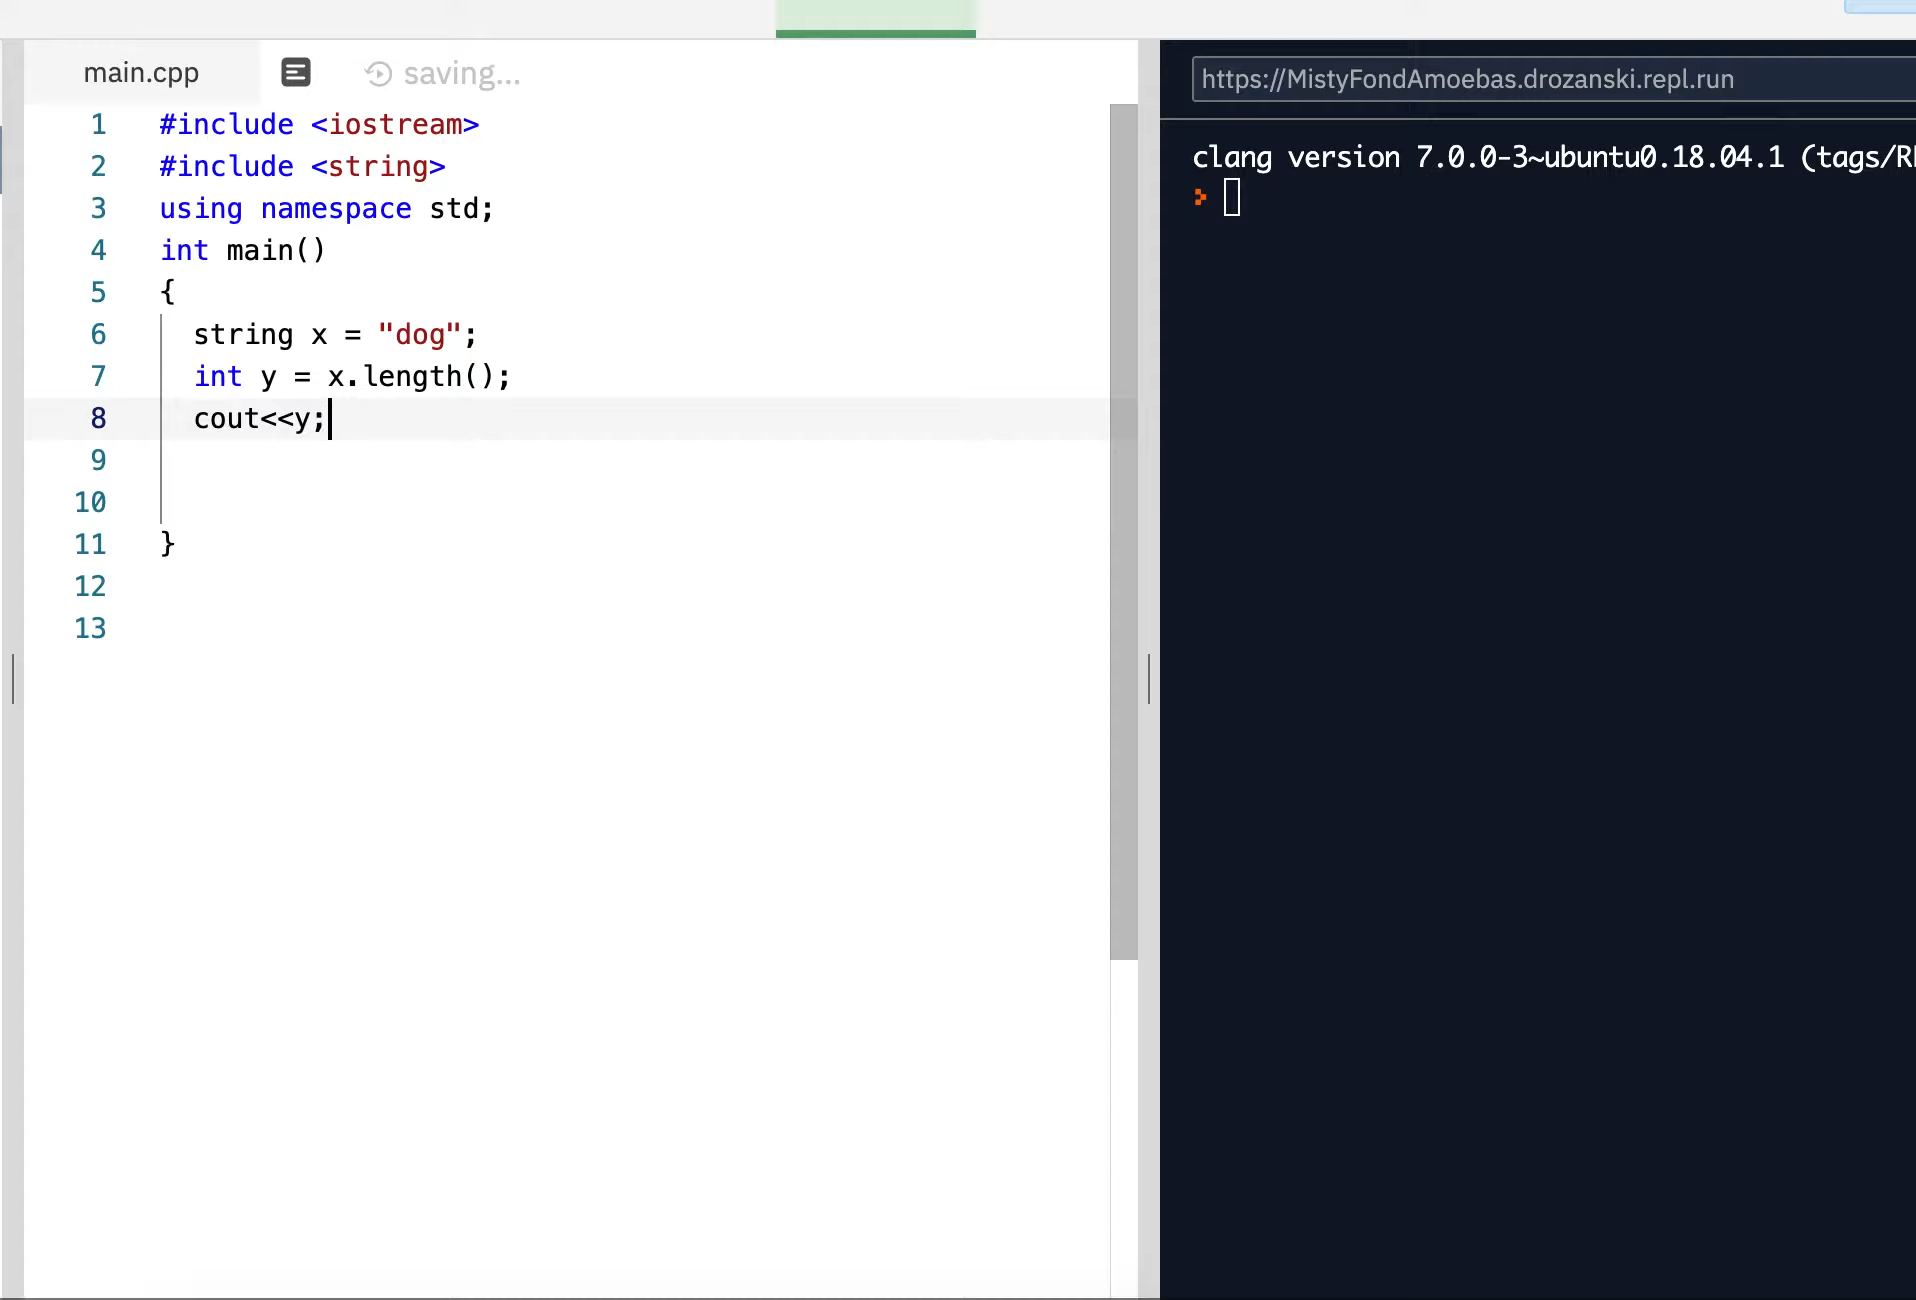 main.cpp
saving...
1 #include <iostream>
2 #include <string>
3 using namespace std;
4 int main()
5 {
6 string x = "dog";
7 int y = x.length();
8 cout<<y;
9
10
11 }
12
13
https://MistyFondAmoebas.drozanski.repl.run
clang version 7.0.0-3~ubuntu0.18.04.1 (tags/